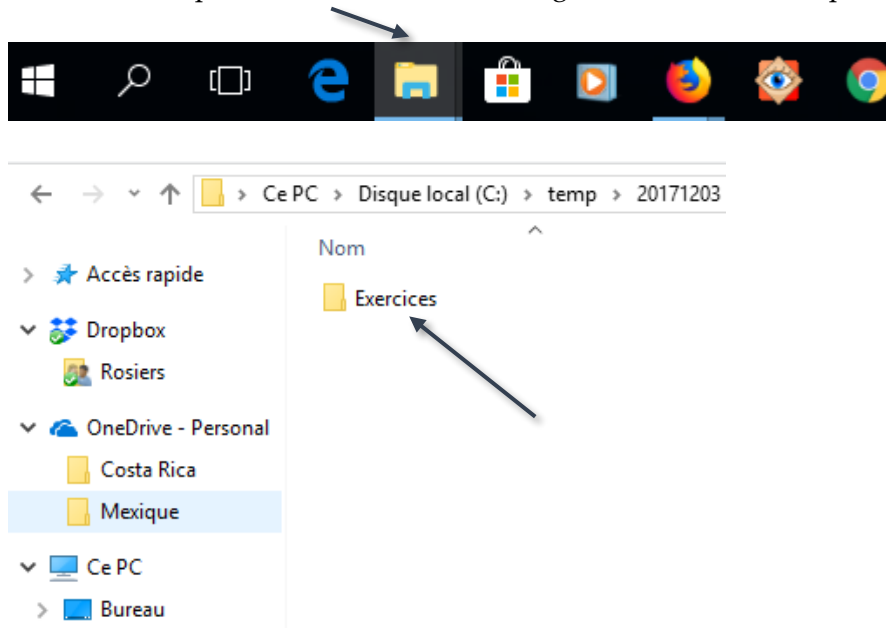 Ce PC > Disque local (C:) > temp > 20171203
Nom
Accès rapide
Exercices
Dropbox
Rosiers
OneDrive - Personal
Costa Rica
Mexique
Ce PC
Bureau